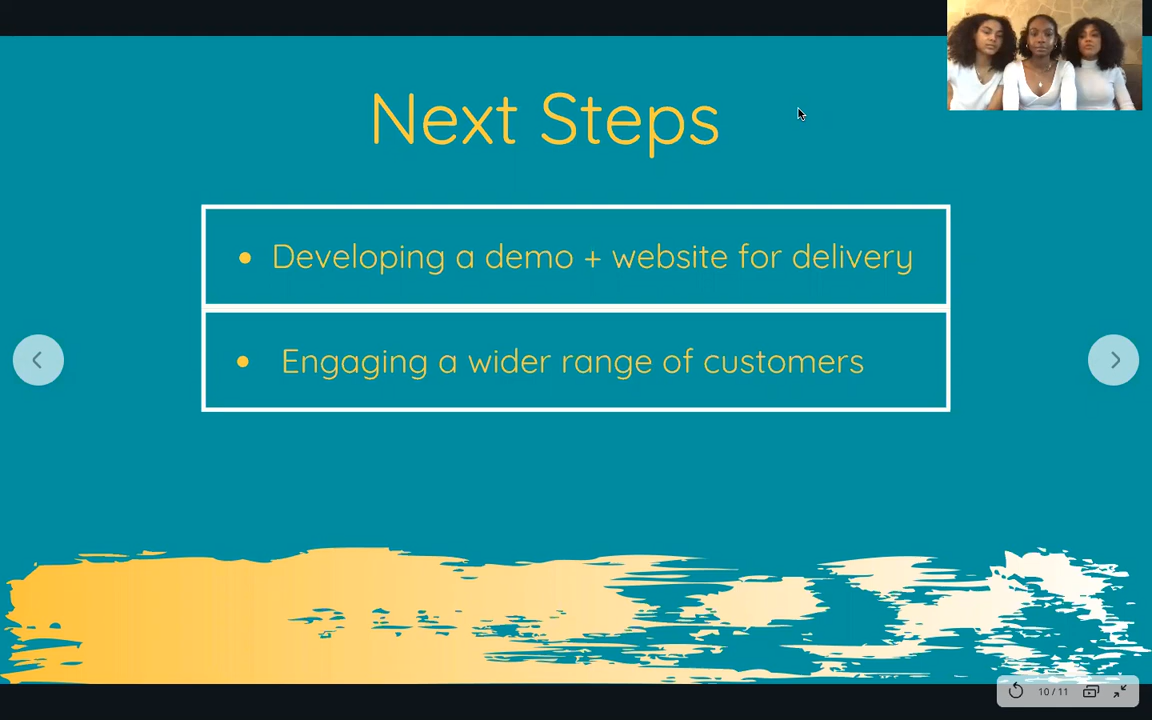 Next Steps
• Developing a demo + website for delivery
• Engaging a wider range of customers
10 / 11